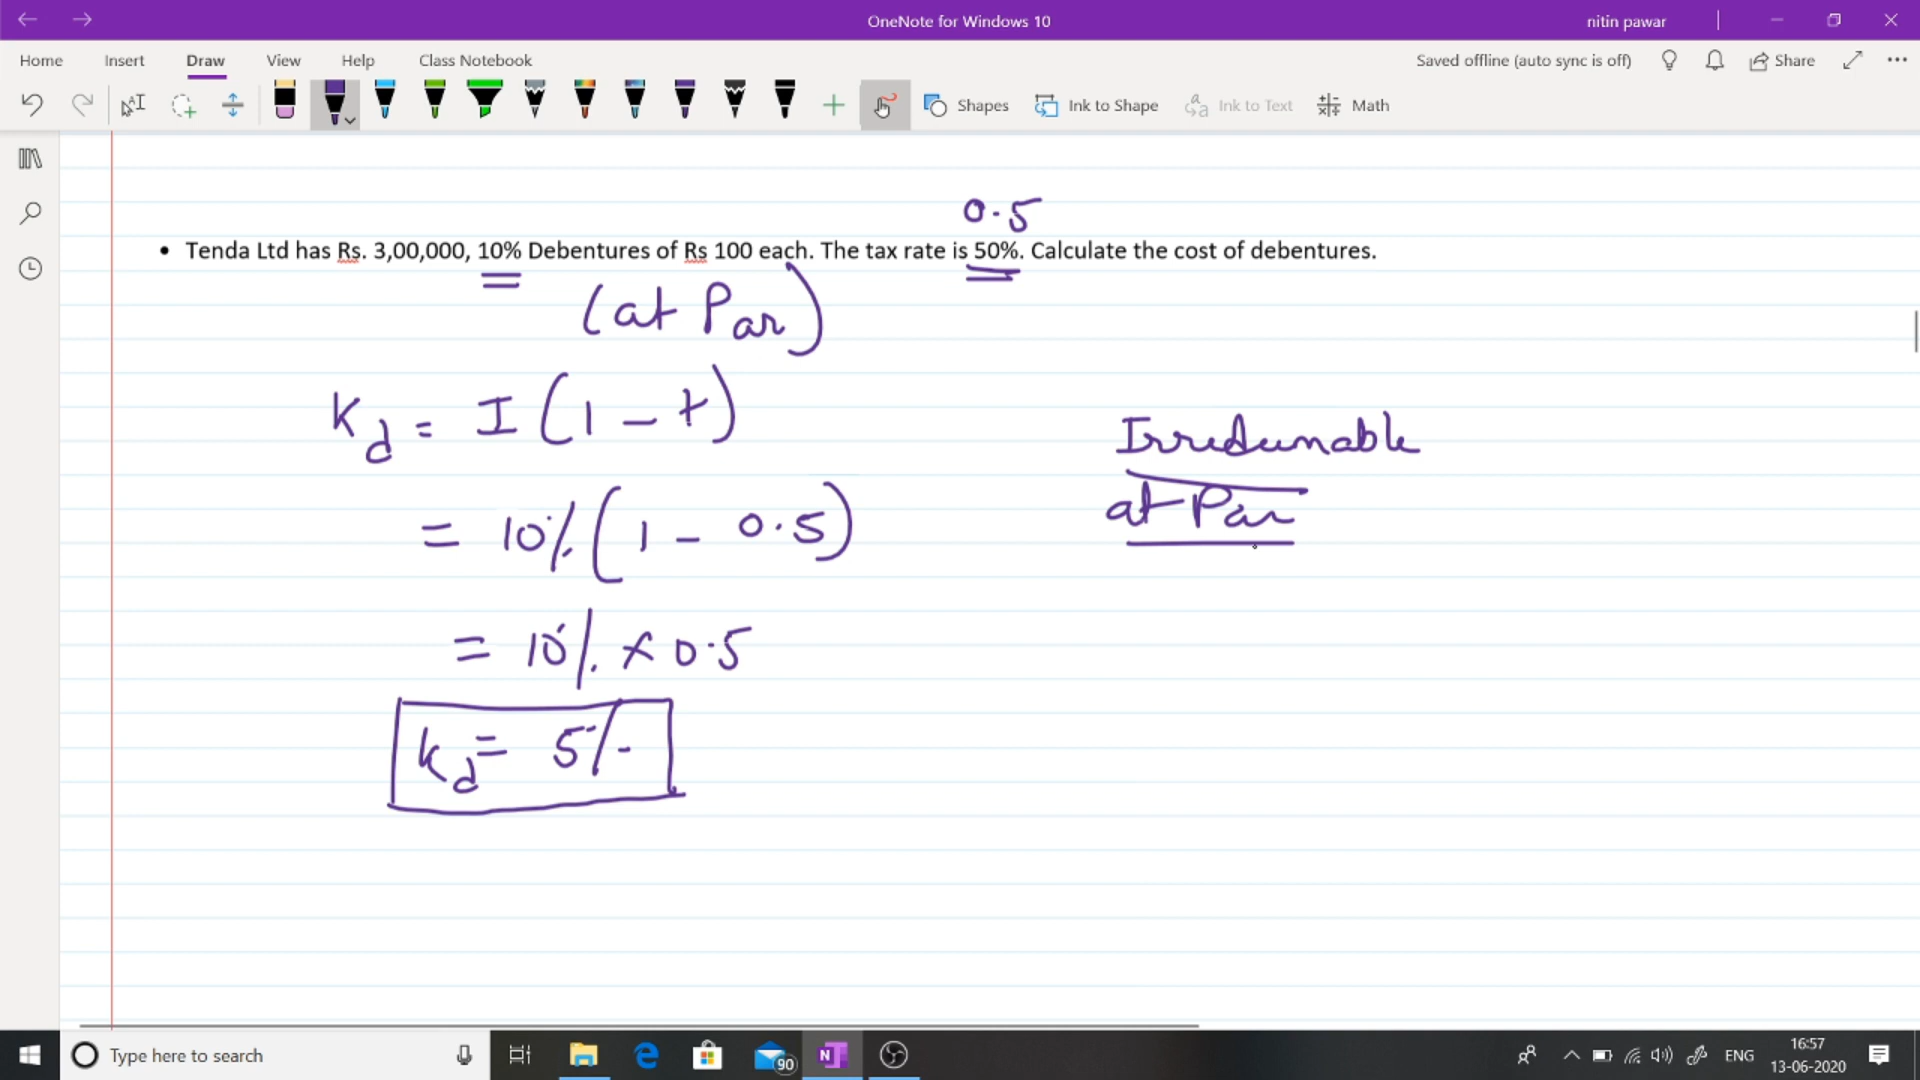 OneNote for Windows 10
nitin pawar
Home Insert Draw View Help Class Notebook
Saved offline (auto sync is off) Share
Shapes Ink to Shape Ink to Text Math
0.5
• Tenda Ltd has Rs. 3,00,000, 10% Debentures of Rs 100 each. The tax rate is 50%. Calculate the cost of debentures.
(at Par)
Kd = I (1 - t)
Irredeemable
at Par
= 10% (1 - 0.5)
= 10% × 0.5
Kd = 5%
Type here to search
90
ENG
16:57
13-06-2020